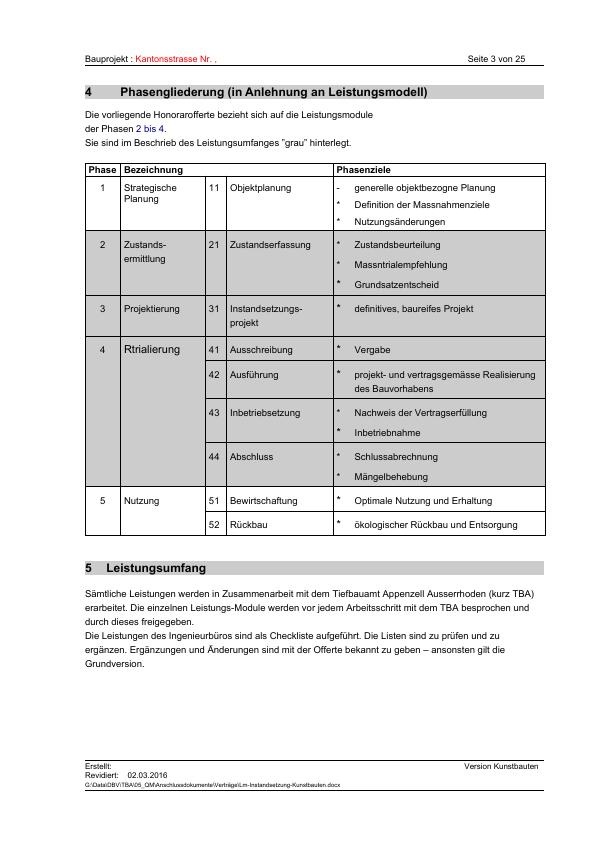 Bauprojekt : Kantonsstrasse Nr. , Seite 3 von 25
4 Phasengliederung (in Anlehnung an Leistungsmodell)
Die vorliegende Honorarofferte bezieht sich auf die Leistungsmodule
der Phasen 2 bis 4.
Sie sind im Beschrieb des Leistungsumfanges "grau" hinterlegt.
Phase Bezeichnung Phasenziele
1 Strategische Planung 11 Objektplanung - generelle objektbezogne Planung
* Definition der Massnahmenziele
* Nutzungsänderungen
2 Zustands-ermittlung 21 Zustandserfassung * Zustandsbeurteilung
* Massntrialempfehlung
* Grundsatzentscheid
3 Projektierung 31 Instandsetzungs-projekt * definitives, baureifes Projekt
4 Rtrialierung 41 Ausschreibung * Vergabe
42 Ausführung * projekt- und vertragsgemässe Realisierung
des Bauvorhabens
43 Inbetriebsetzung * Nachweis der Vertragserfüllung
* Inbetriebnahme
44 Abschluss * Schlussabrechnung
* Mängelbehebung
5 Nutzung 51 Bewirtschaftung * Optimale Nutzung und Erhaltung
52 Rückbau * ökologischer Rückbau und Entsorgung
5 Leistungsumfang
Sämtliche Leistungen werden in Zusammenarbeit mit dem Tiefbauamt Appenzell Ausserrhoden (kurz TBA)
erarbeitet. Die einzelnen Leistungs-Module werden vor jedem Arbeitsschritt mit dem TBA besprochen und
durch dieses freigegeben.
Die Leistungen des Ingenieurbüros sind als Checkliste aufgeführt. Die Listen sind zu prüfen und zu
ergänzen. Ergänzungen und Änderungen sind mit der Offerte bekannt zu geben – ansonsten gilt die
Grundversion.
Erstellt: Version Kunstbauten
Revidiert: 02.03.2016
G:\Data\DBV\TBA\05_QM\Anschlussdokumente\Verträge\Lm-Instandsetzung-Kunstbauten.docx